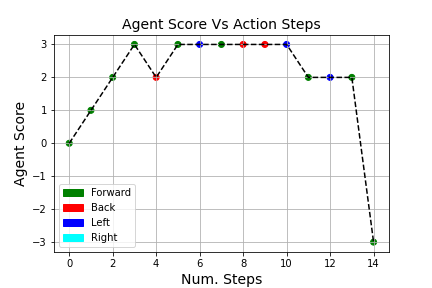 Agent Score Vs Action Steps
3
2
1
0
−1
−2
−3
Agent Score
Forward
Back
Left
Right
0 2 4 6 8 10 12 14
Num. Steps